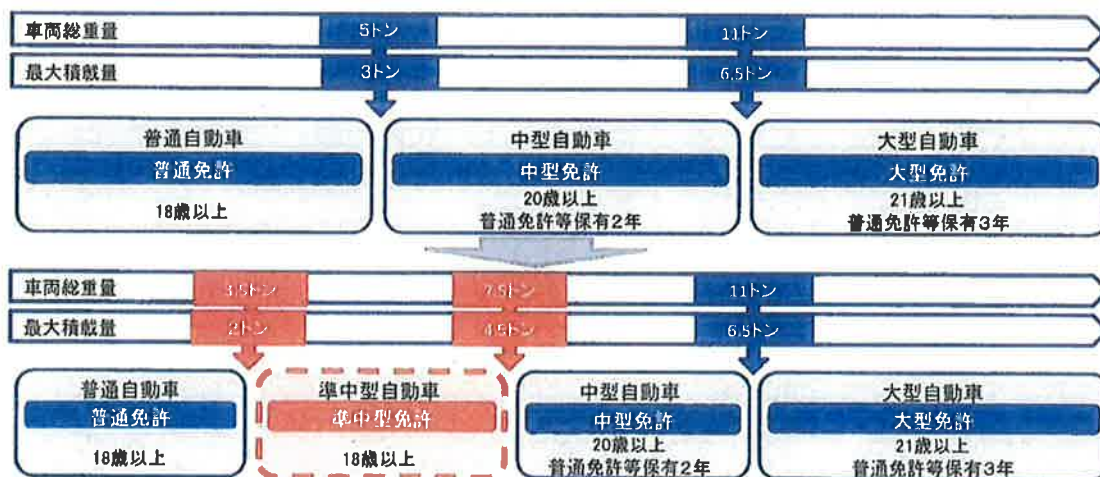 車両総重量 5トン 11トン
最大積載量 3トン 6.5トン
普通自動車 中型自動車 大型自動車
普通免許 中型免許 大型免許
18歳以上 20歳以上 21歳以上
普通免許等保有2年 普通免許等保有3年
車両総重量 3.5トン 7.5トン 11トン
最大積載量 2トン 4.5トン 6.5トン
普通自動車 準中型自動車 中型自動車 大型自動車
普通免許 準中型免許 中型免許 大型免許
18歳以上 18歳以上 20歳以上 21歳以上
普通免許等保有2年 普通免許等保有3年